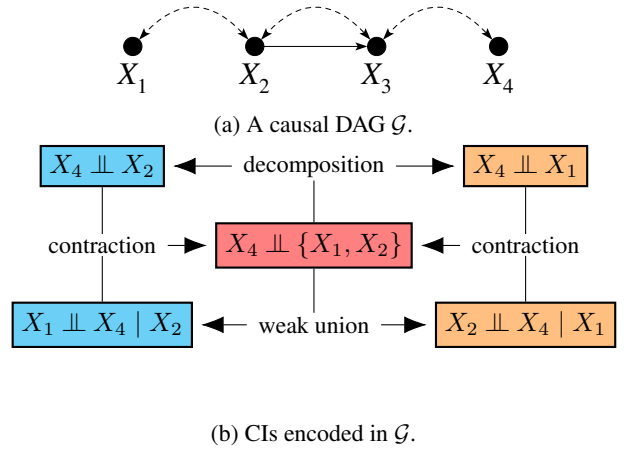 X₁ X₂ X₃ X₄
(a) A causal DAG 𝒢.
X₄ ⫫ X₂ decomposition X₄ ⫫ X₁
contraction X₄ ⫫ {X₁, X₂} contraction
X₁ ⫫ X₄ | X₂ weak union X₂ ⫫ X₄ | X₁
(b) CIs encoded in 𝒢.